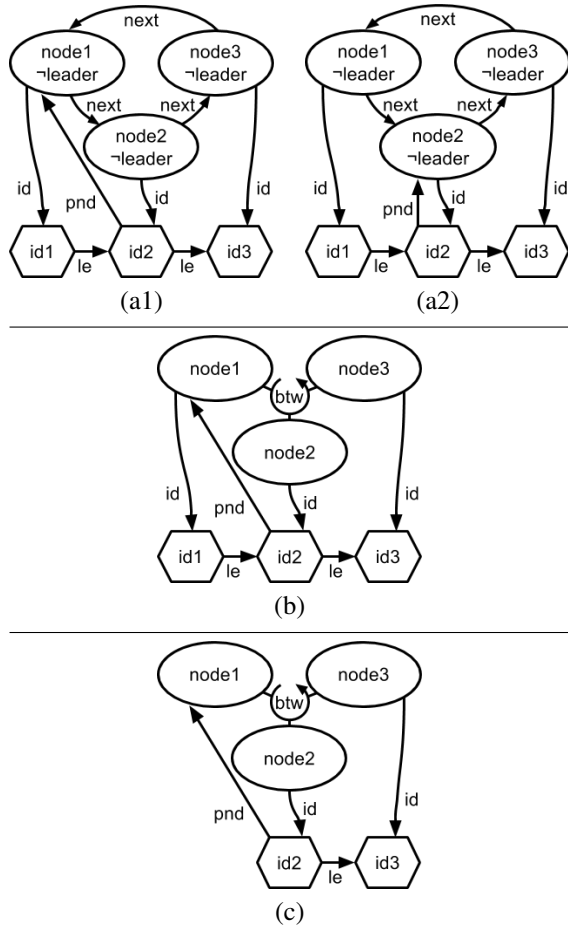 next
next
node1
¬leader
node3
¬leader
node1
¬leader
node3
¬leader
next
next
next
next
node2
¬leader
node2
¬leader
id
pnd
id
id
id
pnd
id
id
id1
id2
id3
id1
id2
id3
le
le
le
le
(a1)
(a2)
node1
node3
btw
node2
id
pnd
id
id
id1
id2
id3
le
le
(b)
node1
node3
btw
node2
pnd
id
id
id2
id3
le
(c)